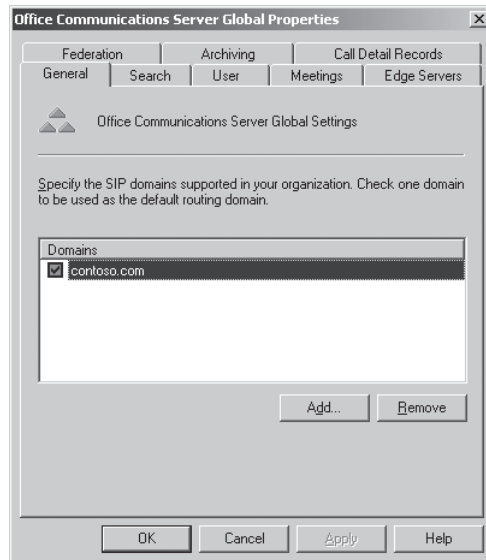 Office Communications Server Global Properties
Federation Archiving Call Detail Records
General Search User Meetings Edge Servers
Office Communications Server Global Settings
Specify the SIP domains supported in your organization. Check one domain
to be used as the default routing domain.
Domains
contoso.com
Add... Remove
OK Cancel Apply Help